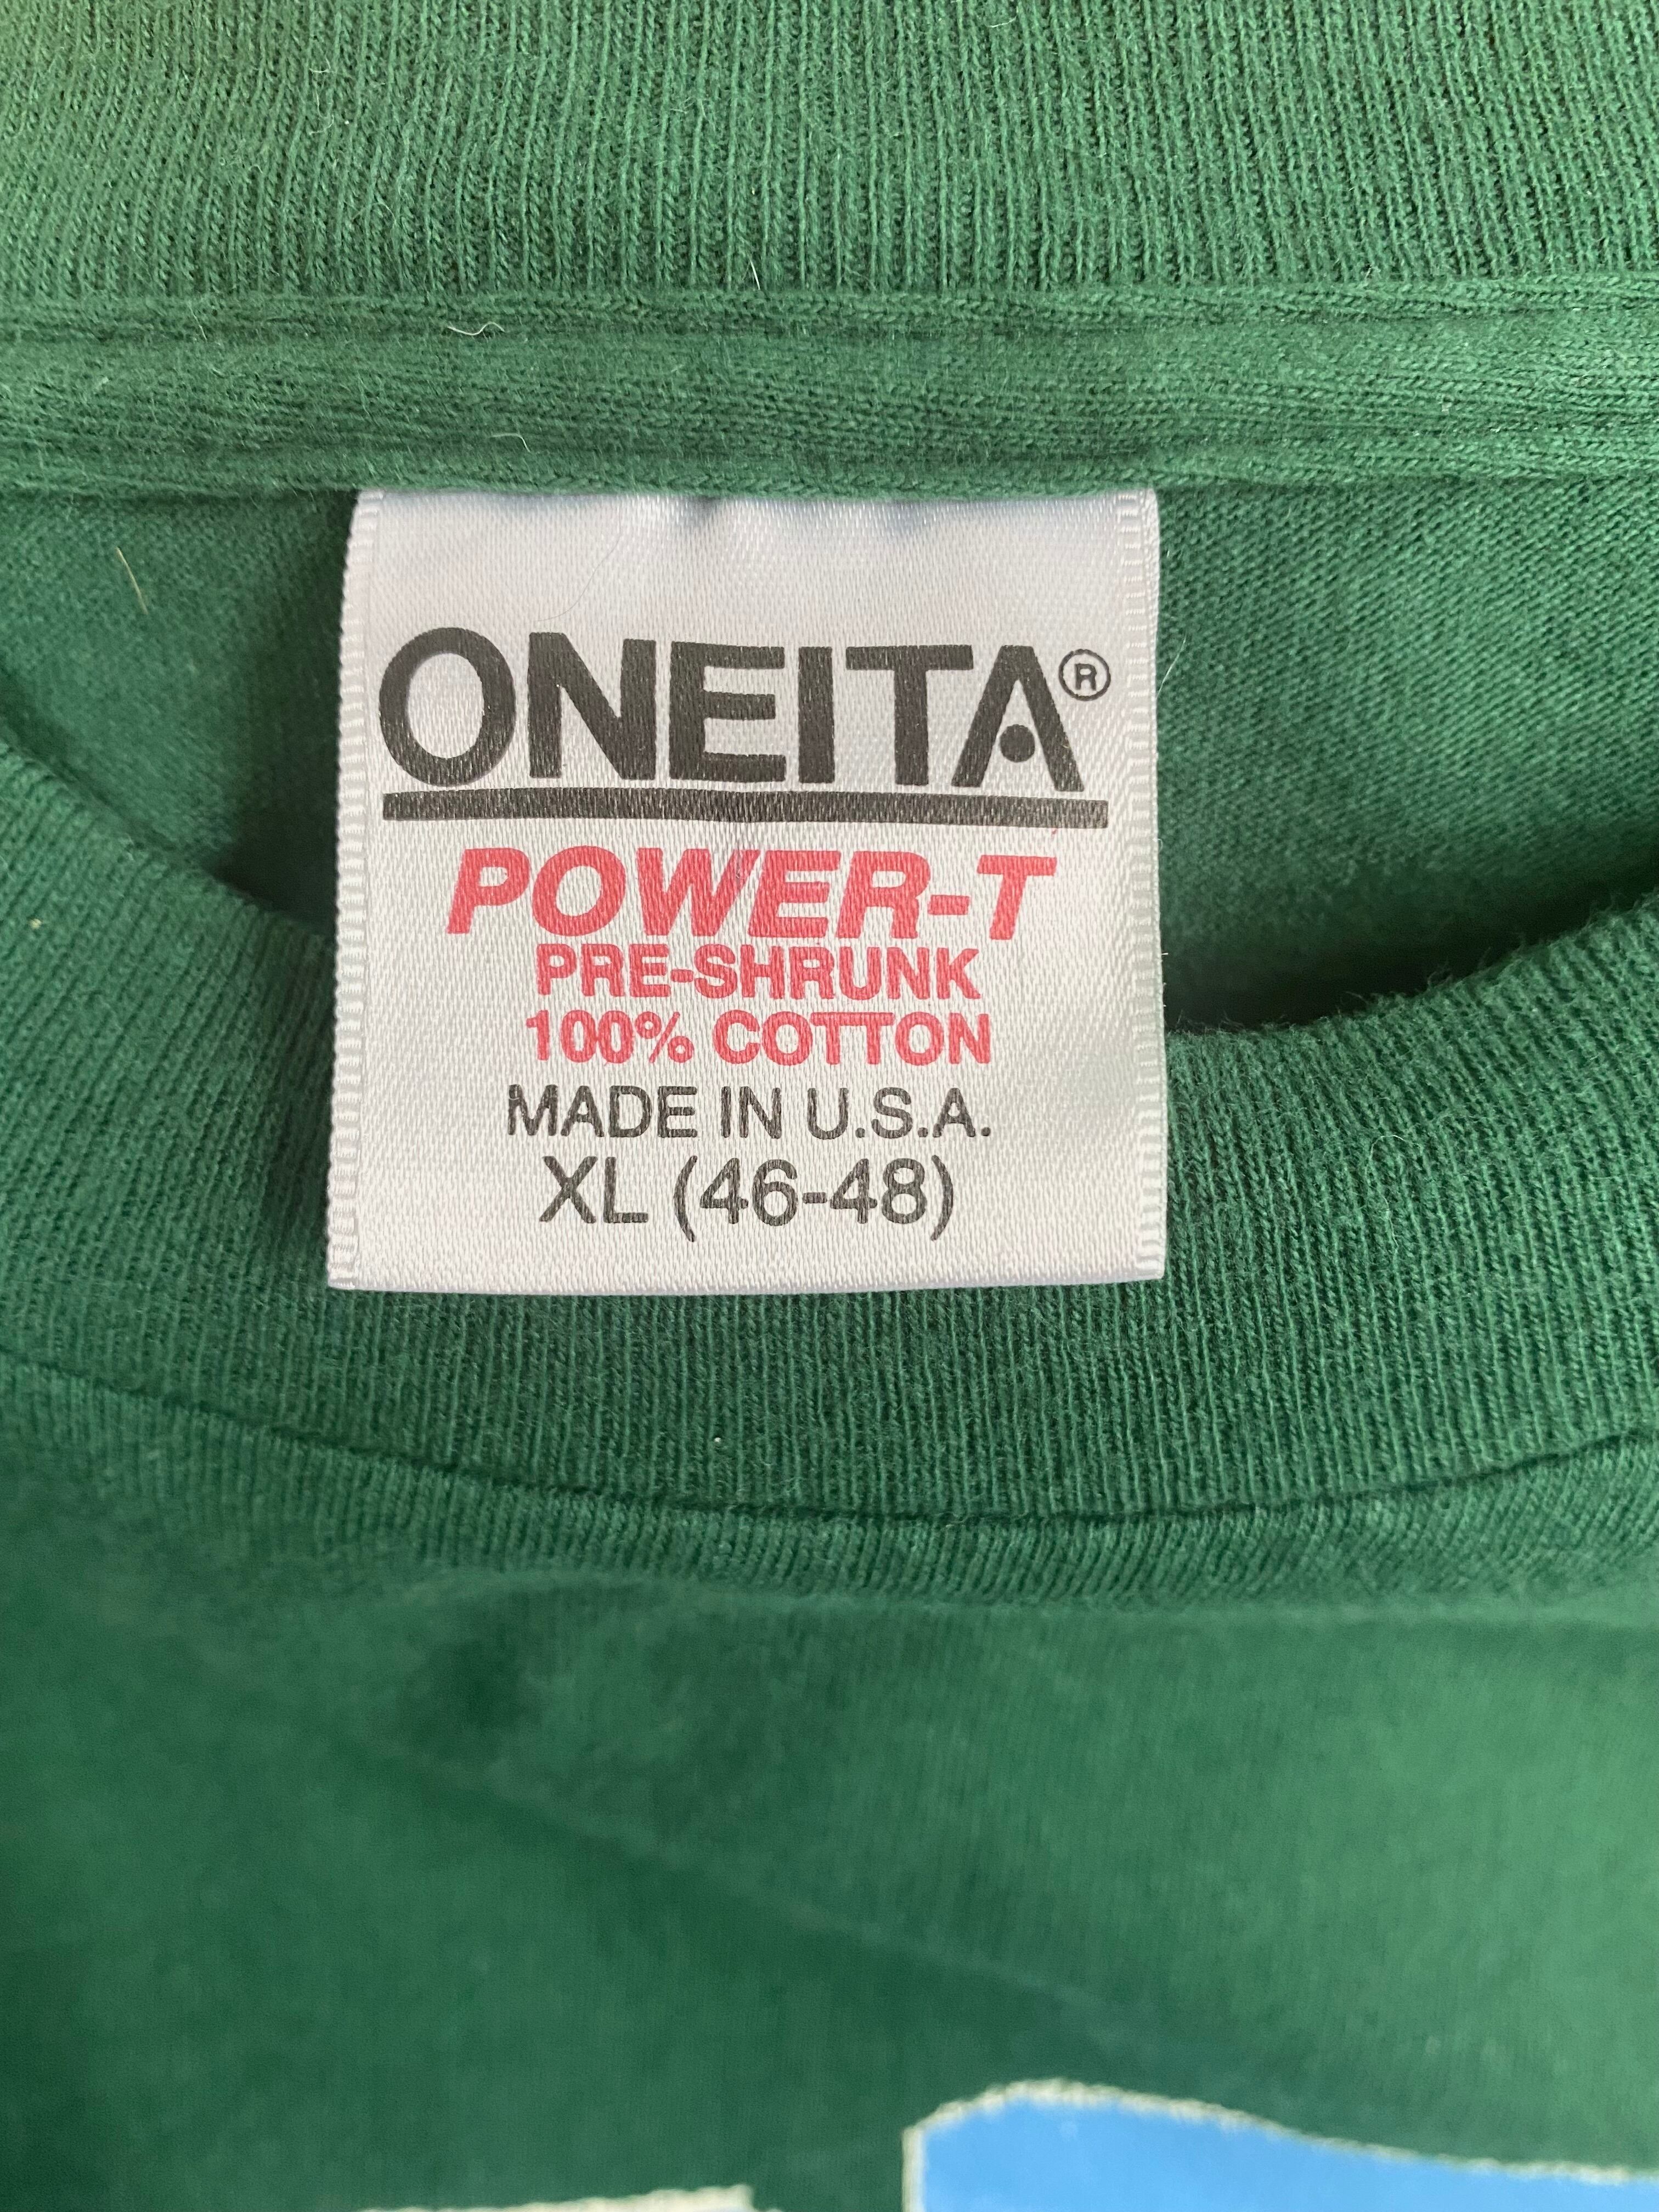 ONEITA®
POWER-T
PRE-SHRUNK
100% COTTON
MADE IN U.S.A.
XL (46-48)